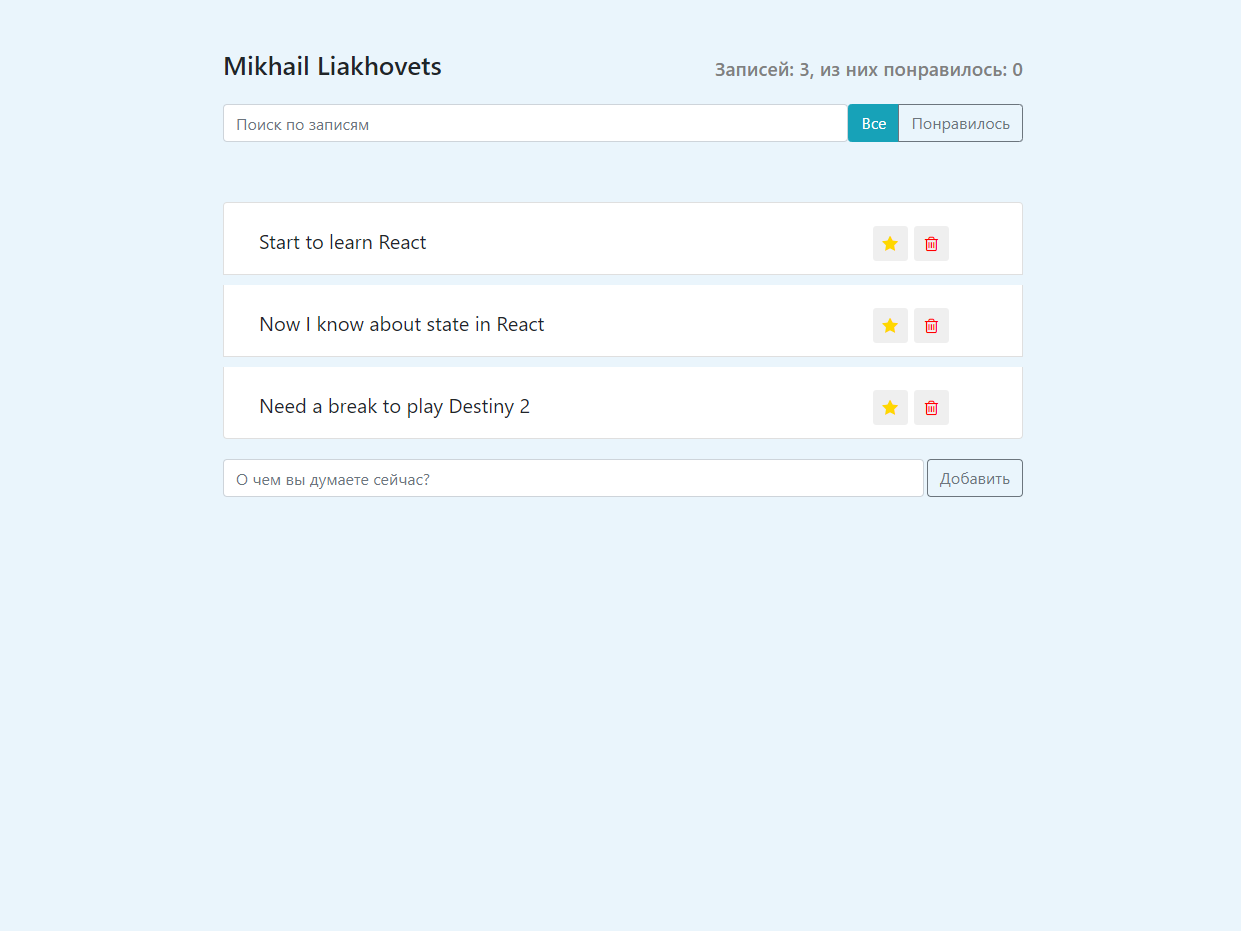 Mikhail Liakhovets
Записей: 3, из них понравилось: 0
Поиск по записям
Все
Понравилось
Start to learn React
Now I know about state in React
Need a break to play Destiny 2
О чем вы думаете сейчас?
Добавить